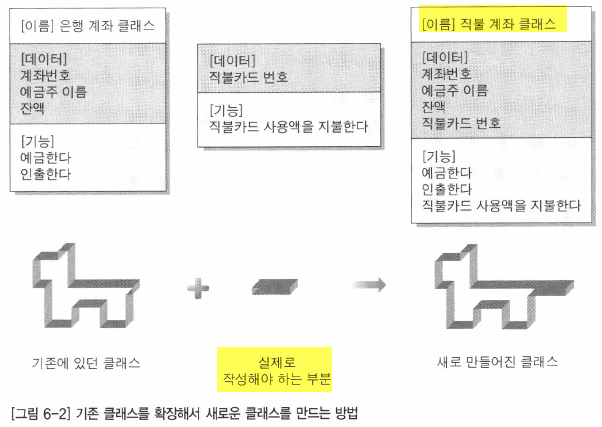 [이름] 은행 계좌 클래스
[데이터]
계좌번호
예금주 이름
잔액
[기능]
예금한다
인출한다
[데이터]
직불카드 번호
[기능]
직불카드 사용액을 지불한다
[이름] 직불 계좌 클래스
[데이터]
계좌번호
예금주 이름
잔액
직불카드 번호
[기능]
예금한다
인출한다
직불카드 사용액을 지불한다
기존에 있던 클래스
실제로
작성해야 하는 부분
새로 만들어진 클래스
[그림 6-2] 기존 클래스를 확장해서 새로운 클래스를 만드는 방법